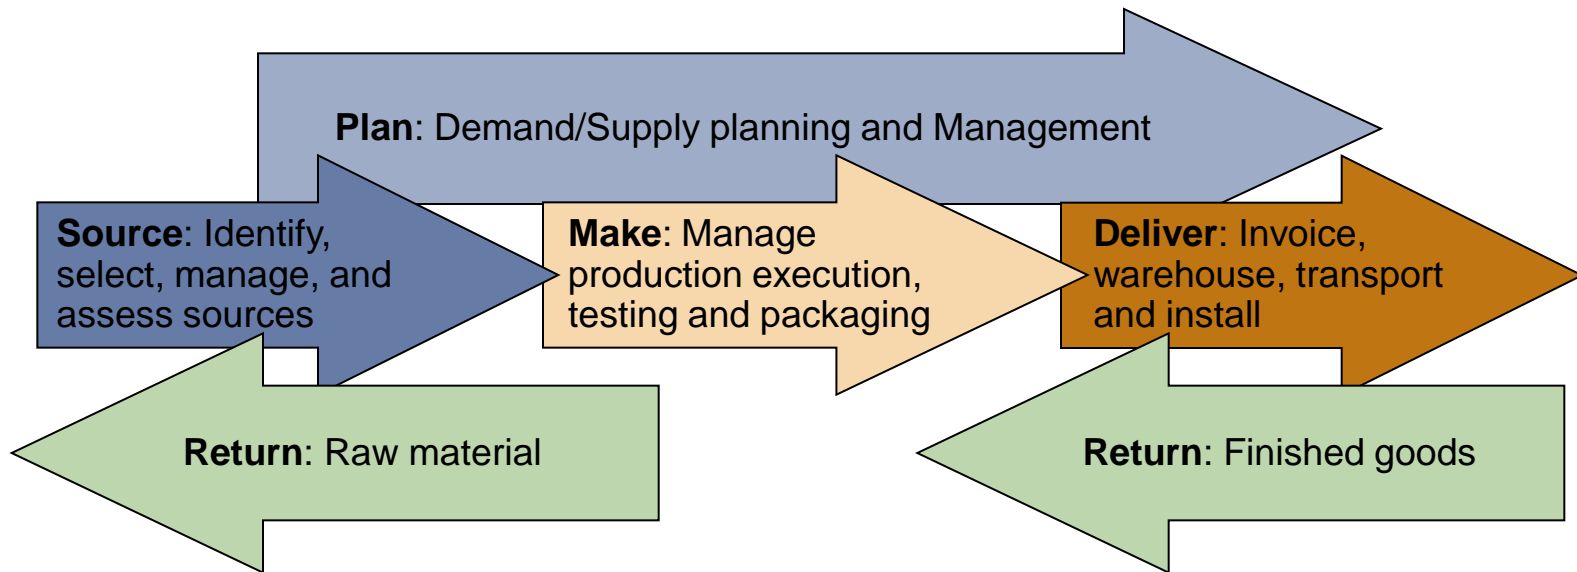 Plan: Demand/Supply planning and Management
Source: Identify,
select, manage, and
assess sources
Make: Manage
production execution,
testing and packaging
Deliver: Invoice,
warehouse, transport
and install
Return: Raw material
Return: Finished goods